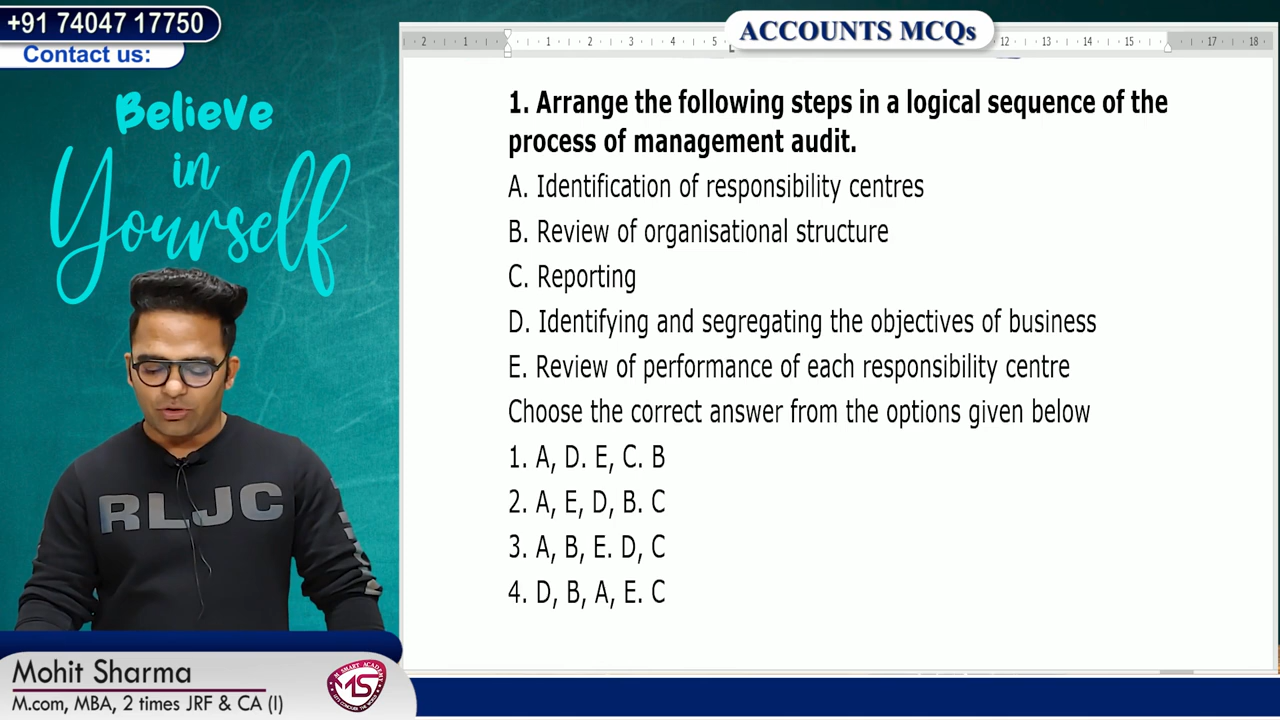 +91 74047 17750
Contact us:
ACCOUNTS MCQs
Believe
in
Yourself
RLJC
1. Arrange the following steps in a logical sequence of the
process of management audit.
A. Identification of responsibility centres
B. Review of organisational structure
C. Reporting
D. Identifying and segregating the objectives of business
E. Review of performance of each responsibility centre
Choose the correct answer from the options given below
1. A, D. E, C. B
2. A, E, D, B. C
3. A, B, E. D, C
4. D, B, A, E. C
Mohit Sharma
M.com, MBA, 2 times JRF & CA (I)
MS